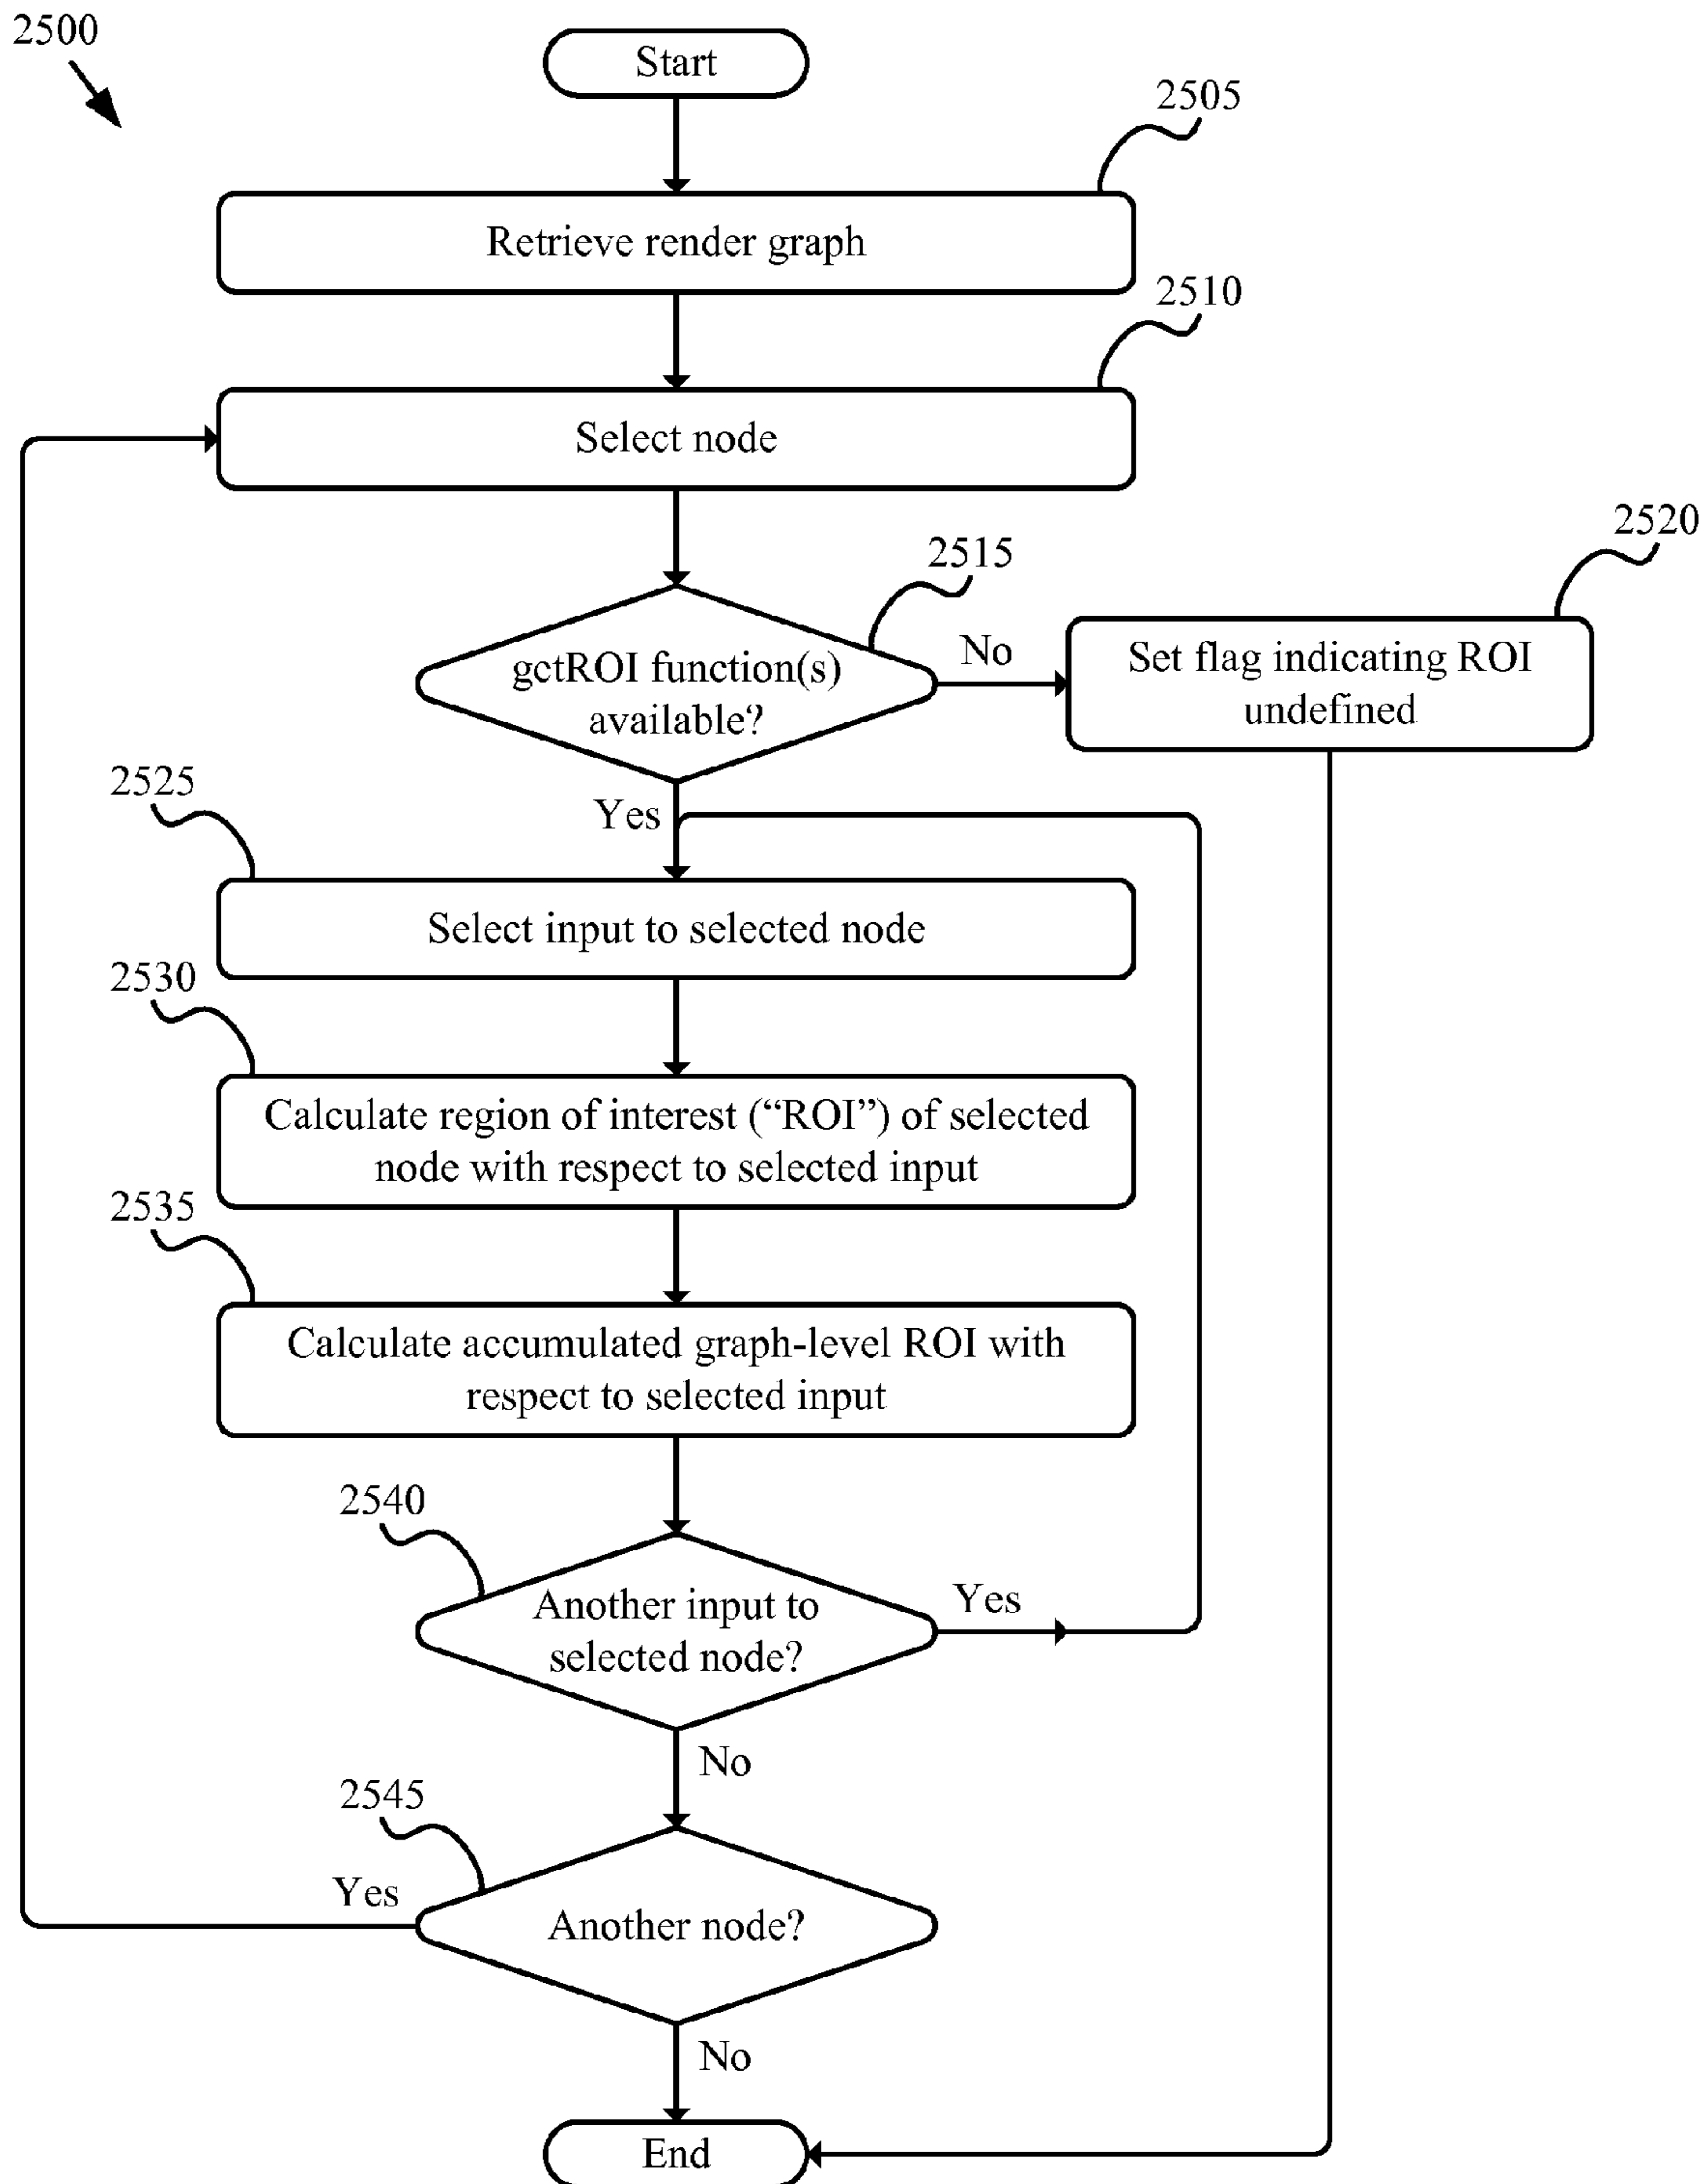 2500
Start
2505
Retrieve render graph
2510
Select node
2515
2520
getROI function(s)
available?
No
Set flag indicating ROI
undefined
Yes
2525
Select input to selected node
2530
Calculate region of interest (“ROI”) of selected
node with respect to selected input
2535
Calculate accumulated graph-level ROI with
respect to selected input
2540
Another input to
selected node?
Yes
No
2545
Another node?
Yes
No
End